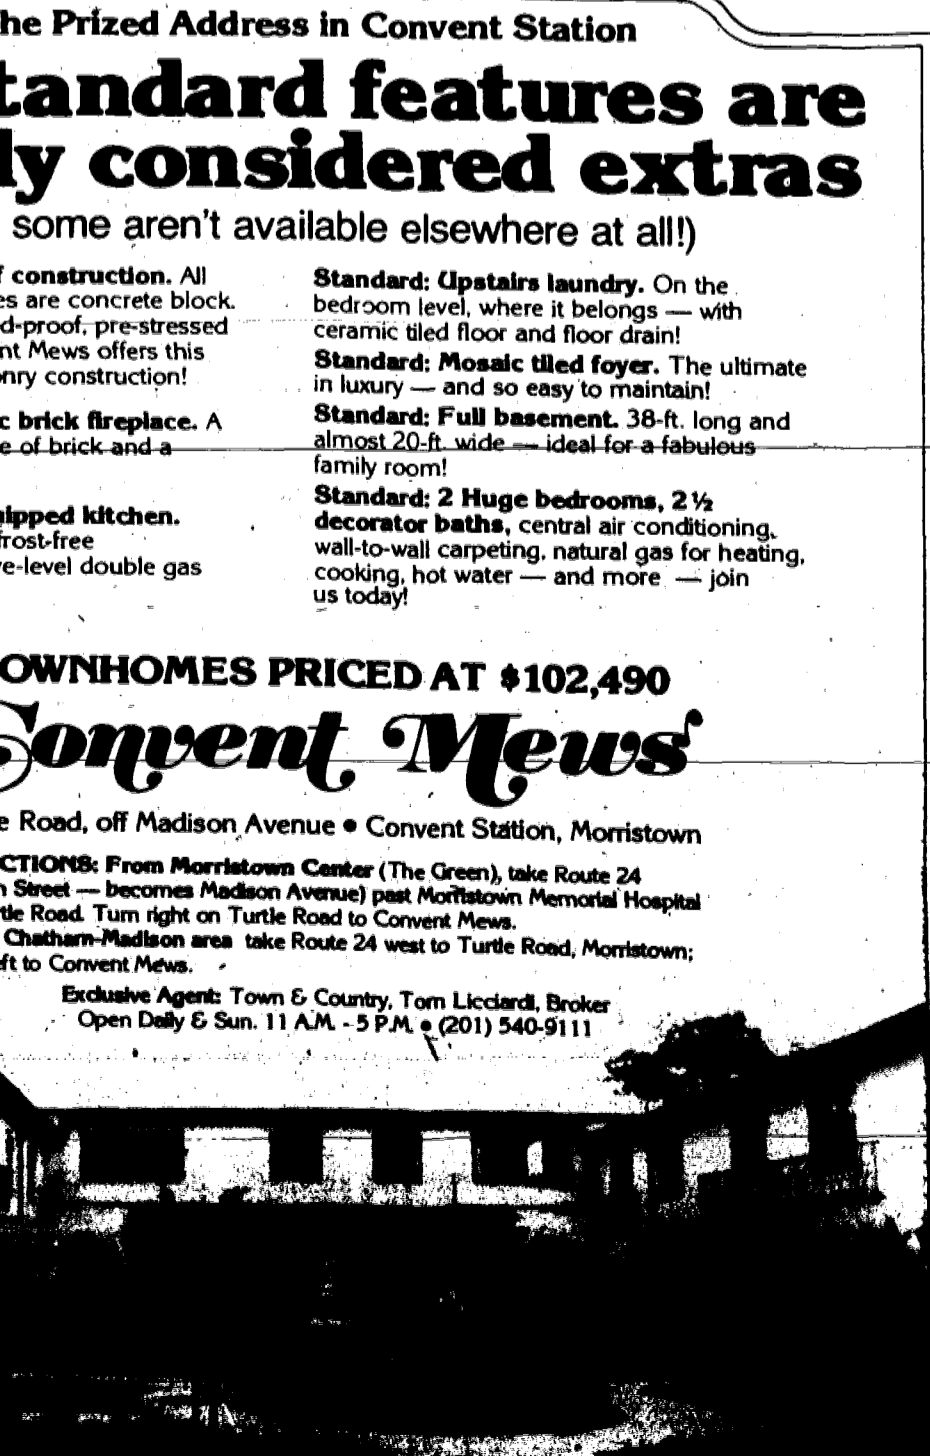 he Prized Address in Convent Station
tandard features are
ly considered extras
some aren't available elsewhere at all!)
f construction. All
es are concrete block.
d-proof, pre-stressed
nt Mews offers this
onry construction!
c brick fireplace. A
e of brick and a
uipped kitchen.
frost-free
ve-level double gas
Standard: Upstairs laundry. On the
bedroom level, where it belongs — with
ceramic tiled floor and floor drain!
Standard: Mosaic tiled foyer. The ultimate
in luxury — and so easy to maintain!
Standard: Full basement. 38-ft. long and
almost 20-ft. wide — ideal for a fabulous
family room!
Standard: 2 Huge bedrooms, 2 ½
decorator baths, central air conditioning,
wall-to-wall carpeting, natural gas for heating,
cooking, hot water — and more — join
us today!
OWNHOMES PRICED AT $102,490
Convent Mews
e Road, off Madison Avenue • Convent Station, Morristown
CTIONS: From Morristown Center (The Green), take Route 24
n Street — becomes Madison Avenue) past Morristown Memorial Hospital
tle Road. Turn right on Turtle Road to Convent Mews.
Chatham-Madison area take Route 24 west to Turtle Road, Morristown;
ft to Convent Mews.
Exclusive Agent: Town & Country, Tom Licciardi, Broker
Open Daily & Sun. 11 A.M. - 5 P.M. • (201) 540-9111